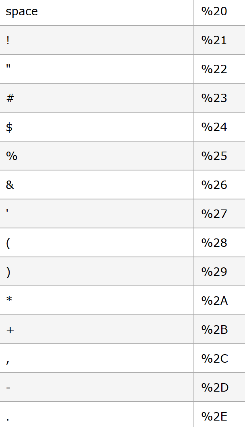 space %20
! %21
" %22
# %23
$ %24
% %25
& %26
' %27
( %28
) %29
* %2A
+ %2B
, %2C
- %2D
. %2E